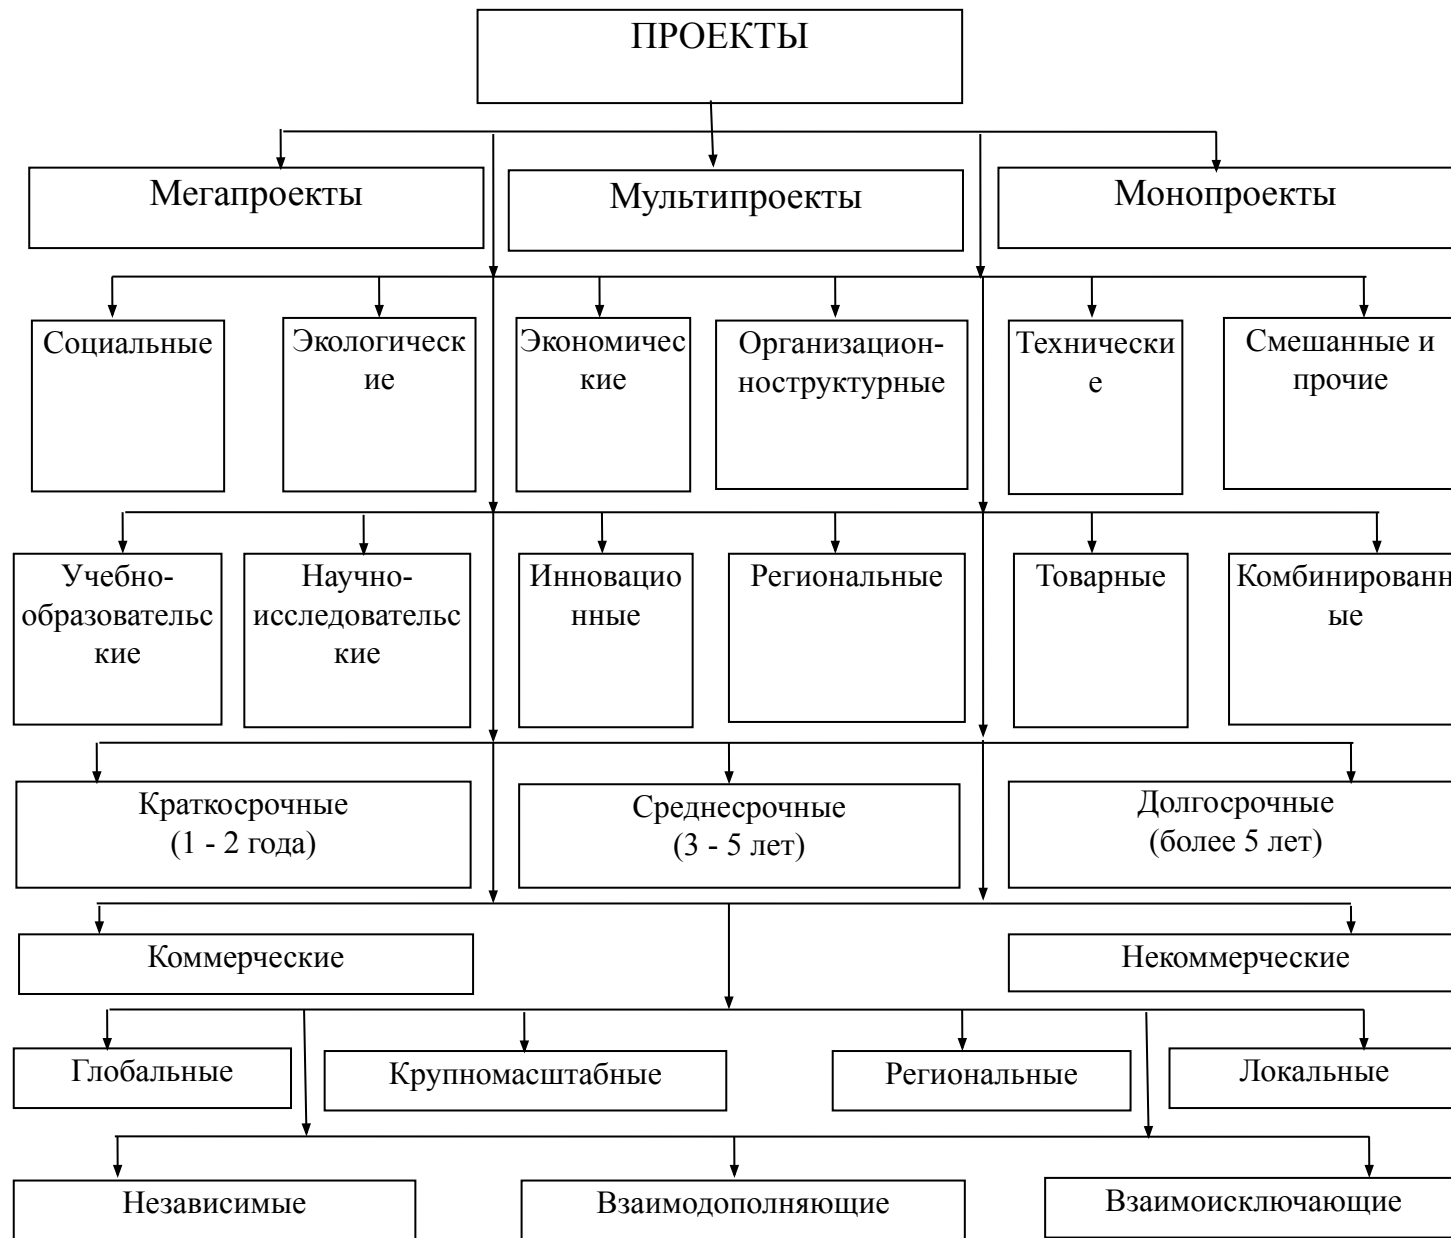 ПРОЕКТЫ
Мегапроекты
Мультипроекты
Монопроекты
Социальные
Экологическ
ие
Экономичес
кие
Организацион-
ноструктурные
Технически
е
Смешанные и
прочие
Учебно-
образовательс
кие
Научно-
исследовательс
кие
Инновацио
нные
Региональные
Товарные
Комбинированн
ые
Краткосрочные
(1 - 2 года)
Среднесрочные
(3 - 5 лет)
Долгосрочные
(более 5 лет)
Коммерческие
Некоммерческие
Глобальные
Крупномасштабные
Региональные
Локальные
Независимые
Взаимодополняющие
Взаимоисключающие